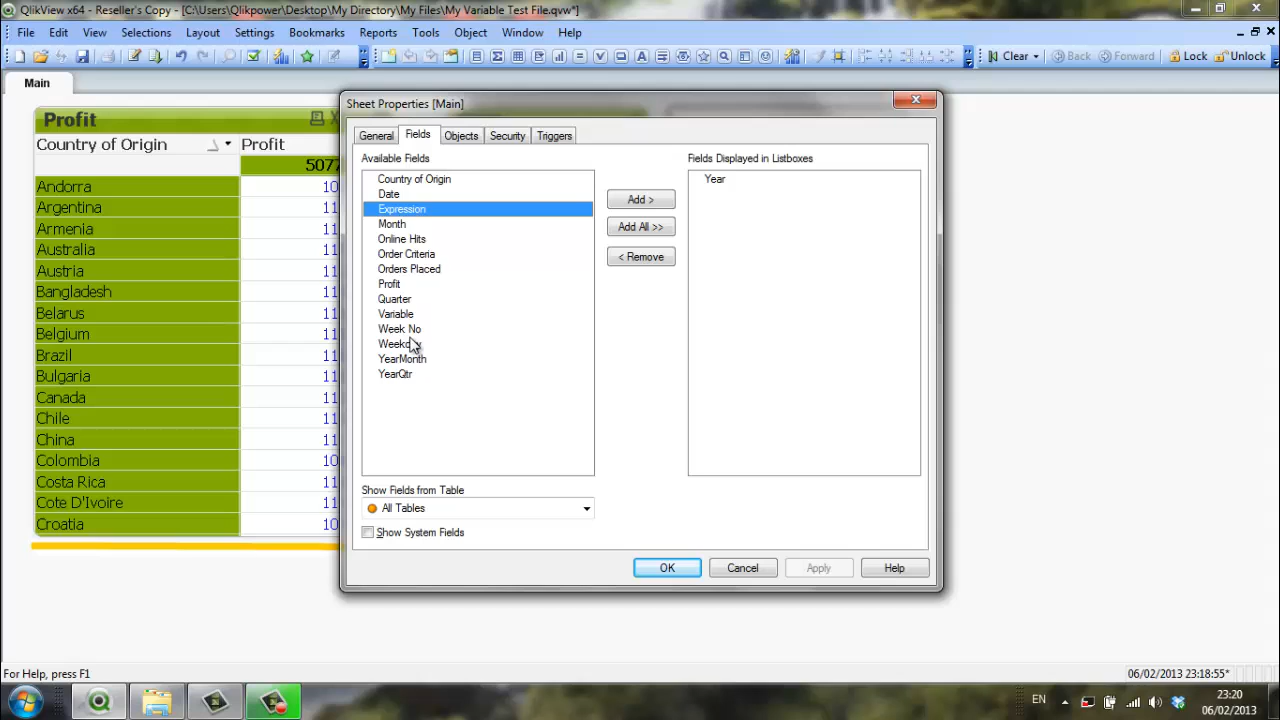 QlikView x64 - Reseller's Copy - [C:\Users\Qlikpower\Desktop\My Directory\My Files\My Variable Test File.qvw*]
File Edit View Selections Layout Settings Bookmarks Reports Tools Object Window Help
Clear Back Forward Lock Unlock
Main
Profit
Country of Origin Profit
Andorra
Argentina
Armenia
Australia
Austria
Bangladesh
Belarus
Belgium
Brazil
Bulgaria
Canada
Chile
China
Colombia
Costa Rica
Cote D'Ivoire
Croatia
Sheet Properties [Main]
General Fields Objects Security Triggers
Available Fields
Country of Origin
Date
Expression
Month
Online Hits
Order Criteria
Orders Placed
Profit
Quarter
Variable
Week No
YearMonth
YearQtr
Add >
Add All >>
< Remove
Fields Displayed in Listboxes
Year
Show Fields from Table
All Tables
Show System Fields
OK Cancel Apply Help
For Help, press F1
06/02/2013 23:18:55*
EN
23:20
06/02/2013